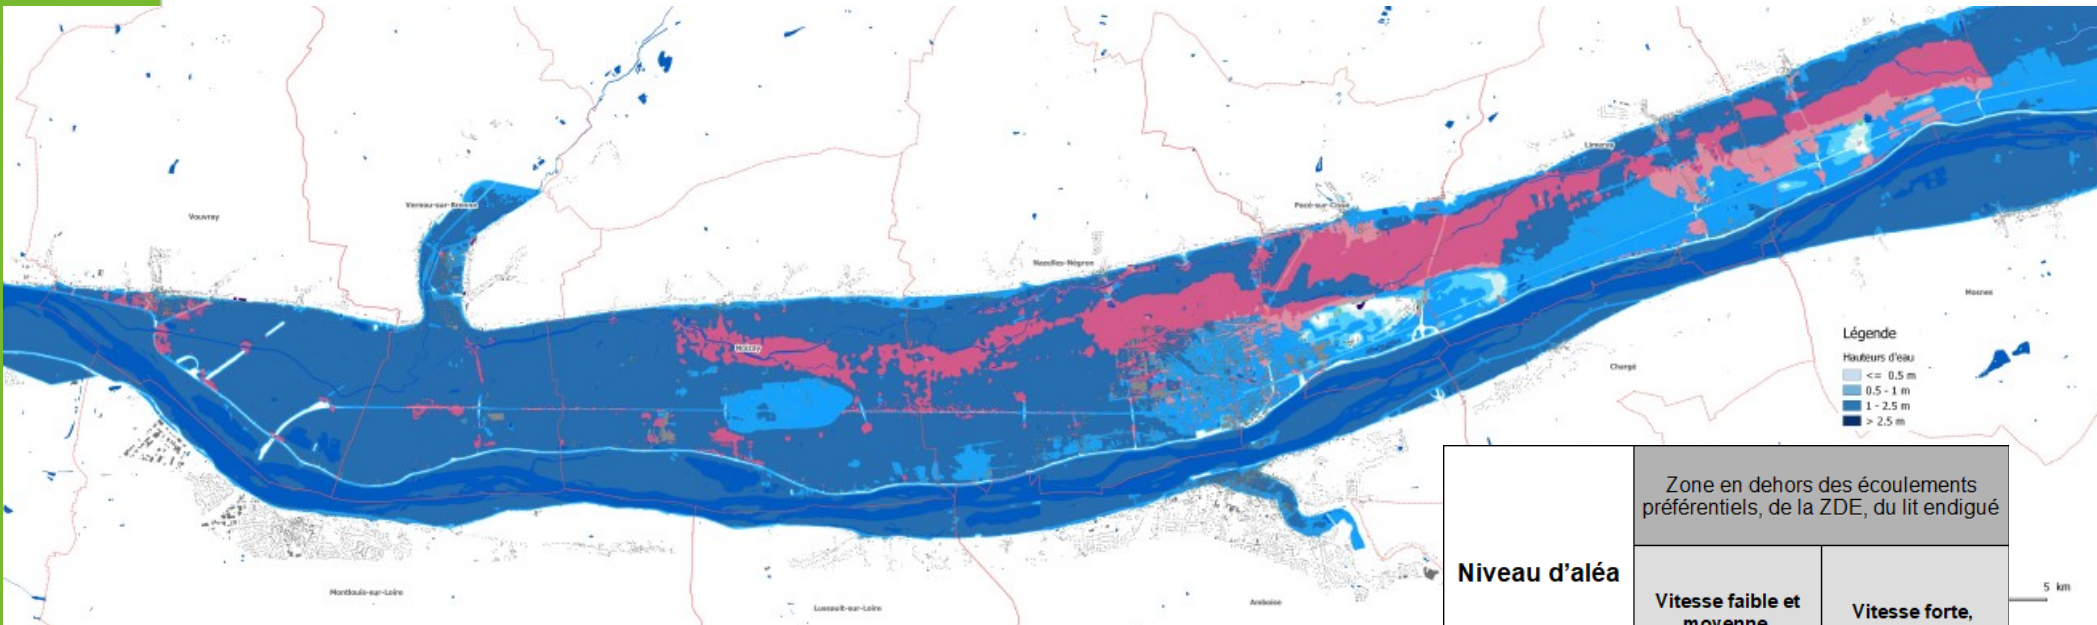 Vouvray
Vernou-sur-Brenne
Limeray
Pocé-sur-Cisse
Nazelles-Négron
Noizay
Mosnes
Chargé
Légende
Hauteurs d'eau
<= 0.5 m
0.5 - 1 m
1 - 2.5 m
> 2.5 m
Montlouis-sur-Loire
Lussault-sur-Loire
Amboise
5 km
Niveau d'aléa
Zone en dehors des écoulements
préférentiels, de la ZDE, du lit endigué
Vitesse faible et
moyenne
Vitesse forte,